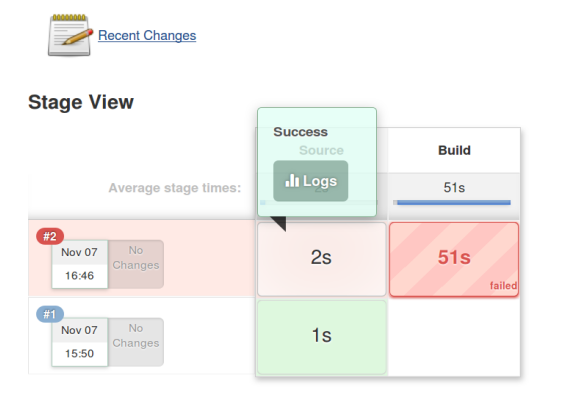 Recent Changes
Stage View
Success
Source
Build
Logs
Average stage times:
51s
#2
Nov 07
16:46
No
Changes
2s
51s
failed
#1
Nov 07
15:50
No
Changes
1s